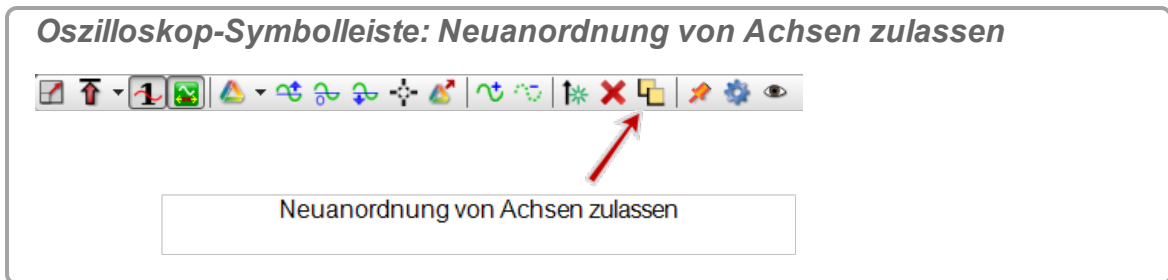 Oszilloskop-Symbolleiste: Neuanordnung von Achsen zulassen
Neuanordnung von Achsen zulassen